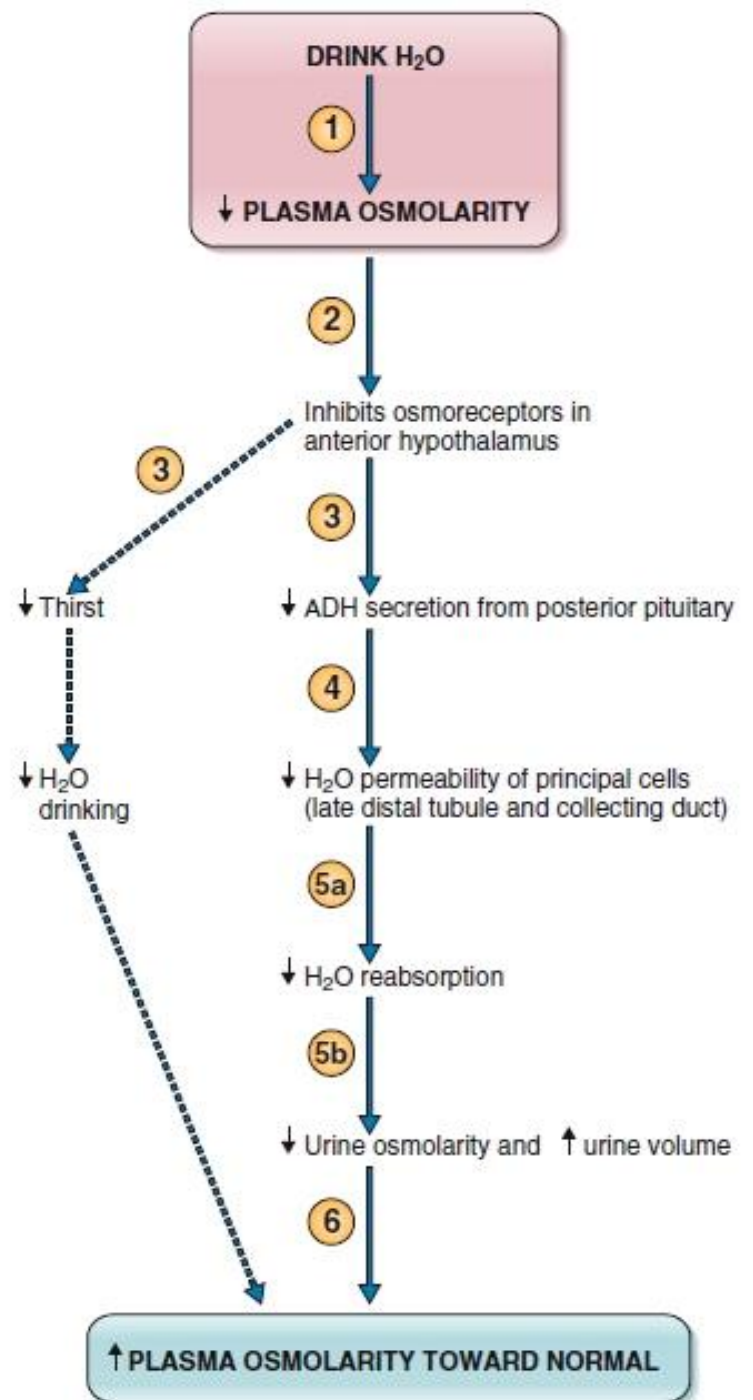 DRINK H₂O
1
↓ PLASMA OSMOLARITY
2
Inhibits osmoreceptors in
anterior hypothalamus
3
3
↓ Thirst
↓ ADH secretion from posterior pituitary
4
↓ H₂O
drinking
↓ H₂O permeability of principal cells
(late distal tubule and collecting duct)
5a
↓ H₂O reabsorption
5b
↓ Urine osmolarity and ↑ urine volume
6
↑ PLASMA OSMOLARITY TOWARD NORMAL